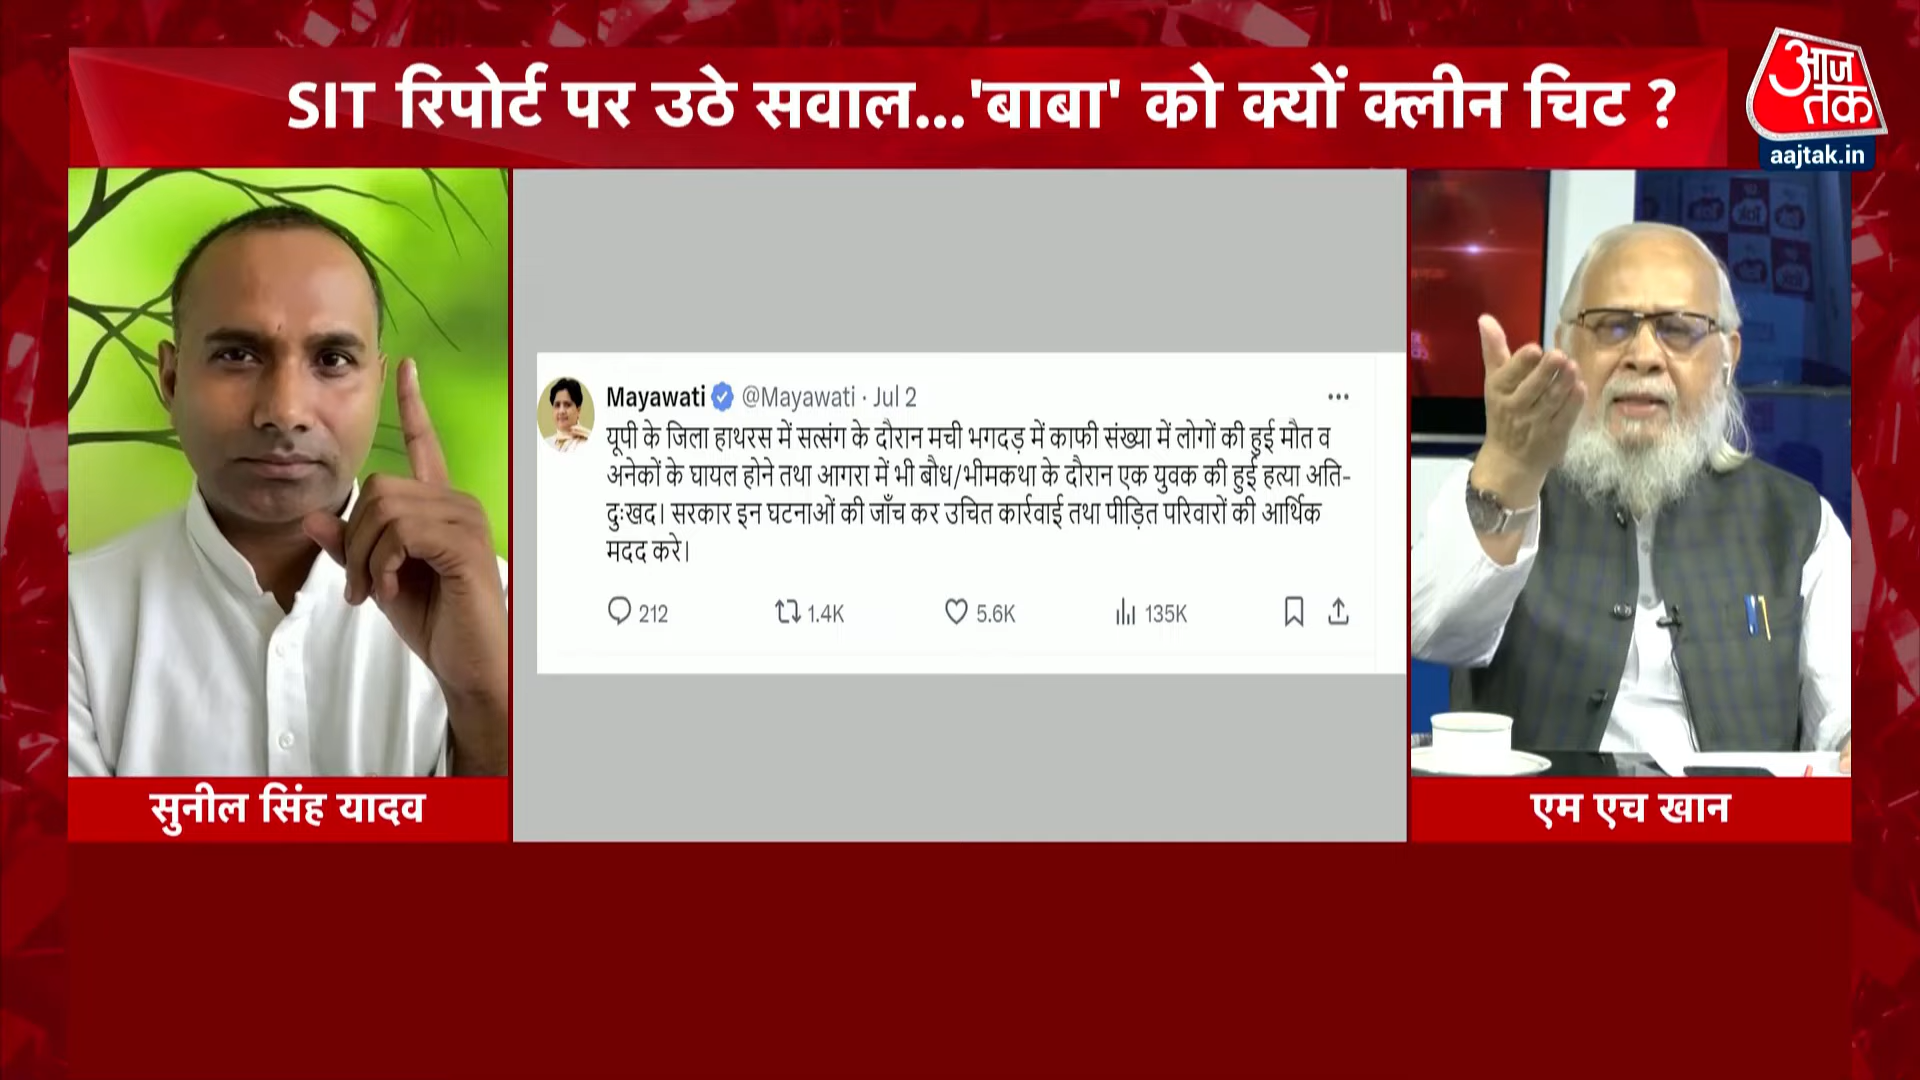 SIT रिपोर्ट पर उठे सवाल...'बाबा' को क्यों क्लीन चिट ?
आज
तक
aajtak.in
Mayawati @Mayawati · Jul 2
यूपी के जिला हाथरस में सत्संग के दौरान मची भगदड़ में काफी संख्या में लोगों की हुई मौत व
अनेकों के घायल होने तथा आगरा में भी बौध/भीमकथा के दौरान एक युवक की हुई हत्या अति-
दुःखद। सरकार इन घटनाओं की जाँच कर उचित कार्रवाई तथा पीड़ित परिवारों की आर्थिक
मदद करे।
212 1.4K 5.6K 135K
सुनील सिंह यादव
एम एच खान